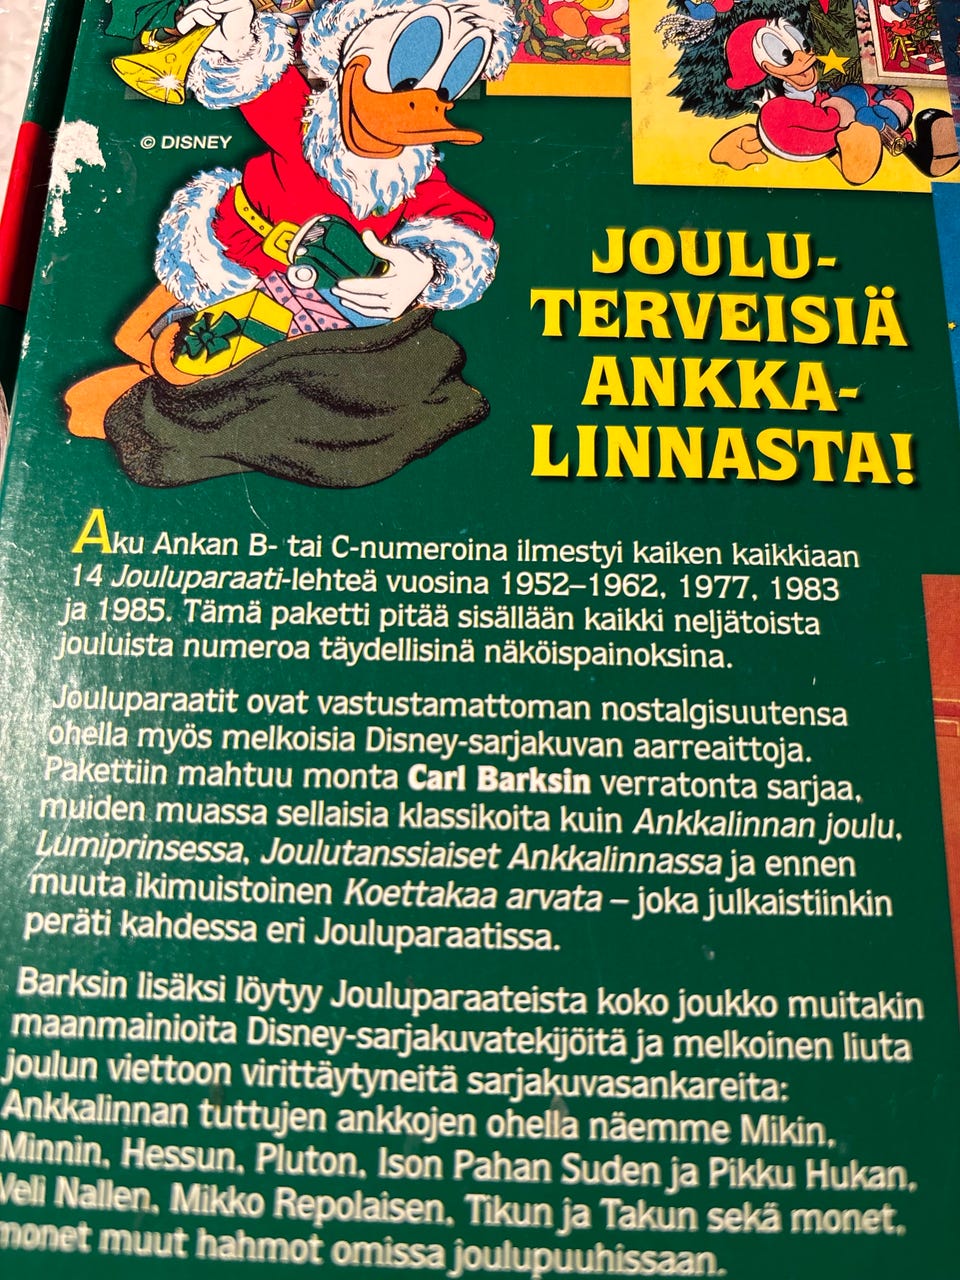 © DISNEY
JOULU-
TERVEISIÄ
ANKKA-
LINNASTA!
Aku Ankan B- tai C-numeroina ilmestyi kaiken kaikkiaan
14 Jouluparaati-lehteä vuosina 1952–1962, 1977, 1983
ja 1985. Tämä paketti pitää sisällään kaikki neljätoista
jouluista numeroa täydellisinä näköispainoksina.
Jouluparaatit ovat vastustamattoman nostalgisuutensa
ohella myös melkoisia Disney-sarjakuvan aarreaittoja.
Pakettiin mahtuu monta Carl Barksin verratonta sarjaa,
muiden muassa sellaisia klassikoita kuin Ankkalinnan joulu,
Lumiprinsessa, Joulutanssiaiset Ankkalinnassa ja ennen
muuta ikimuistoinen Koettakaa arvata – joka julkaistiinkin
peräti kahdessa eri Jouluparaatissa.
Barksin lisäksi löytyy Jouluparaateista koko joukko muitakin
maanmainioita Disney-sarjakuvatekijöitä ja melkoinen liuta
joulun viettoon virittäytyneitä sarjakuvasankareita:
Ankkalinnan tuttujen ankkojen ohella näemme Mikin,
Minnin, Hessun, Pluton, Ison Pahan Suden ja Pikku Hukan,
Veli Nallen, Mikko Repolaisen, Tikun ja Takun sekä monet,
monet muut hahmot omissa joulupuuhissaan.